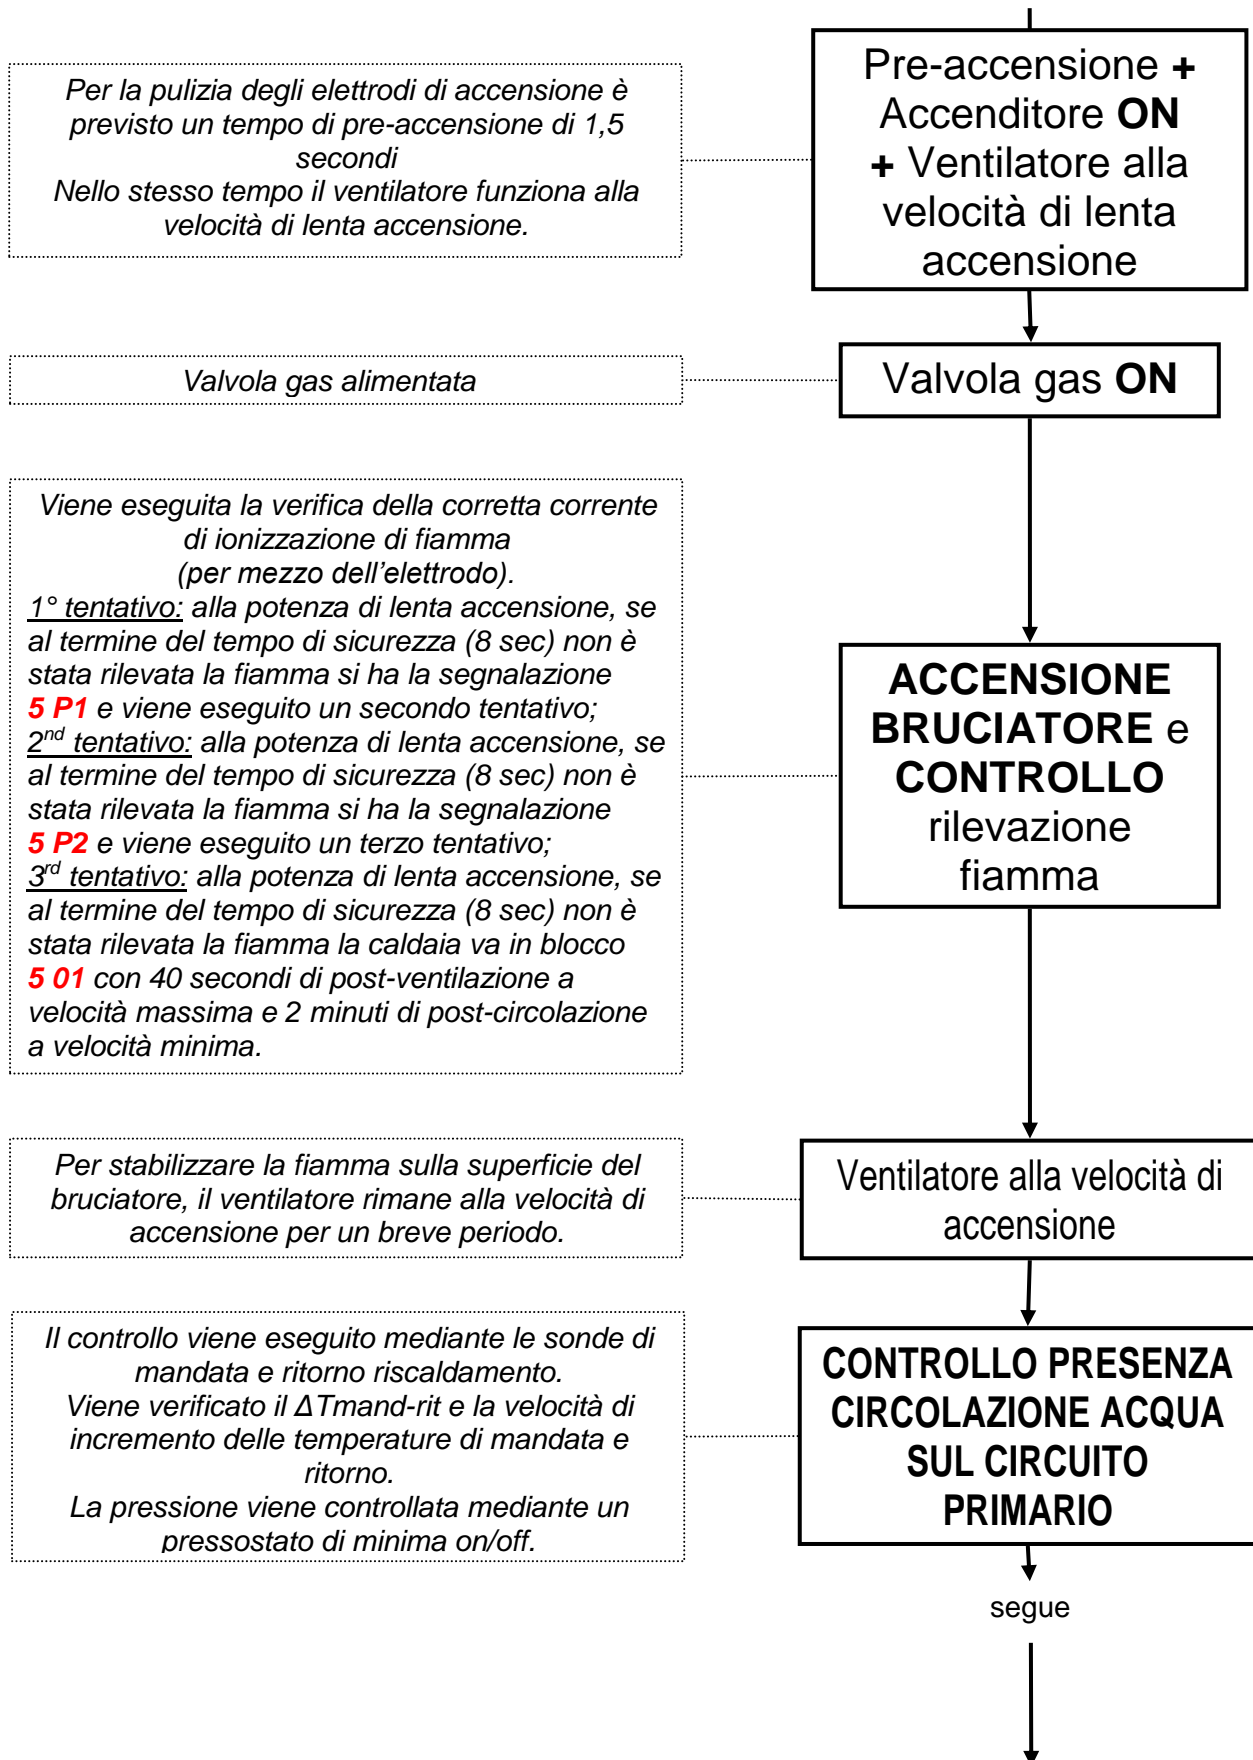 Per la pulizia degli elettrodi di accensione è
previsto un tempo di pre-accensione di 1,5
secondi
Nello stesso tempo il ventilatore funziona alla
velocità di lenta accensione.
Pre-accensione +
Accenditore ON
+ Ventilatore alla
velocità di lenta
accensione
Valvola gas alimentata
Valvola gas ON
Viene eseguita la verifica della corretta corrente
di ionizzazione di fiamma
(per mezzo dell’elettrodo).
1° tentativo: alla potenza di lenta accensione, se
al termine del tempo di sicurezza (8 sec) non è
stata rilevata la fiamma si ha la segnalazione
5 P1 e viene eseguito un secondo tentativo;
2nd tentativo: alla potenza di lenta accensione, se
al termine del tempo di sicurezza (8 sec) non è
stata rilevata la fiamma si ha la segnalazione
5 P2 e viene eseguito un terzo tentativo;
3rd tentativo: alla potenza di lenta accensione, se
al termine del tempo di sicurezza (8 sec) non è
stata rilevata la fiamma la caldaia va in blocco
5 01 con 40 secondi di post-ventilazione a
velocità massima e 2 minuti di post-circolazione
a velocità minima.
ACCENSIONE
BRUCIATORE e
CONTROLLO
rilevazione
fiamma
Per stabilizzare la fiamma sulla superficie del
bruciatore, il ventilatore rimane alla velocità di
accensione per un breve periodo.
Ventilatore alla velocità di
accensione
Il controllo viene eseguito mediante le sonde di
mandata e ritorno riscaldamento.
Viene verificato il ΔTmand-rit e la velocità di
incremento delle temperature di mandata e
ritorno.
La pressione viene controllata mediante un
pressostato di minima on/off.
CONTROLLO PRESENZA
CIRCOLAZIONE ACQUA
SUL CIRCUITO
PRIMARIO
segue